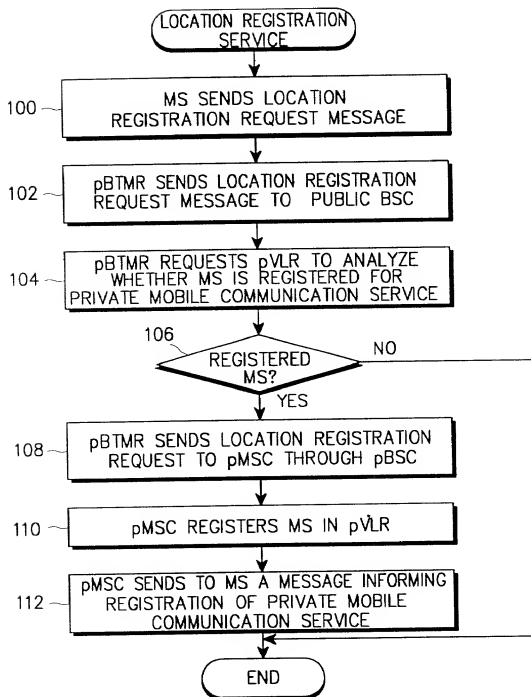 LOCATION REGISTRATION
SERVICE
100
MS SENDS LOCATION
REGISTRATION REQUEST MESSAGE
102
pBTMR SENDS LOCATION REGISTRATION
REQUEST MESSAGE TO PUBLIC BSC
104
pBTMR REQUESTS pVLR TO ANALYZE
WHETHER MS IS REGISTERED FOR
PRIVATE MOBILE COMMUNICATION SERVICE
106
REGISTERED
MS?
NO
YES
108
pBTMR SENDS LOCATION REGISTRATION
REQUEST TO pMSC THROUGH pBSC
110
pMSC REGISTERS MS IN pVLR
112
pMSC SENDS TO MS A MESSAGE INFORMING
REGISTRATION OF PRIVATE MOBILE
COMMUNICATION SERVICE
END